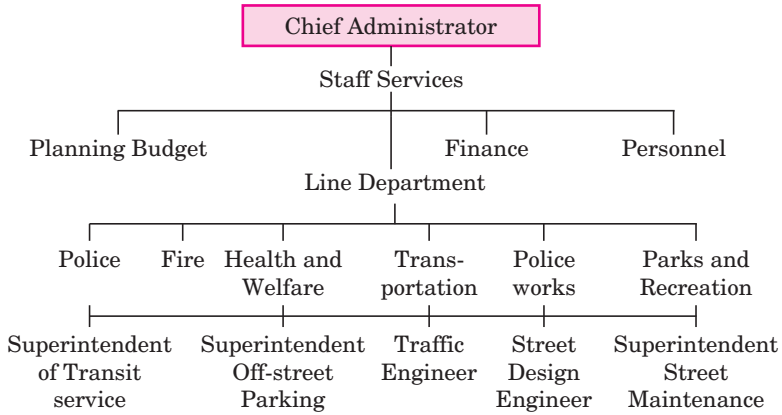 Chief Administrator
Staff Services
Planning Budget
Finance
Personnel
Line Department
Police
Fire
Health and
Welfare
Trans-
portation
Police
works
Parks and
Recreation
Superintendent
of Transit
service
Superintendent
Off-street
Parking
Traffic
Engineer
Street
Design
Engineer
Superintendent
Street
Maintenance